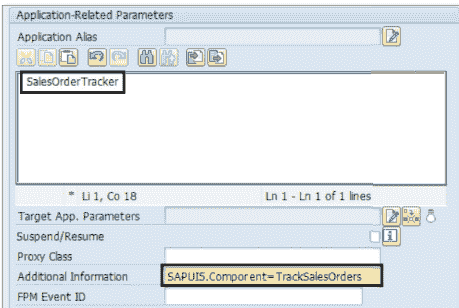 Application-Related Parameters
Application Alias
SalesOrderTracker
* Li 1, Co 18 Ln 1 - Ln 1 of 1 lines
Target App. Parameters
Suspend/Resume
Proxy Class
Additional Information SAPUI5.Component=TrackSalesOrders
FPM Event ID